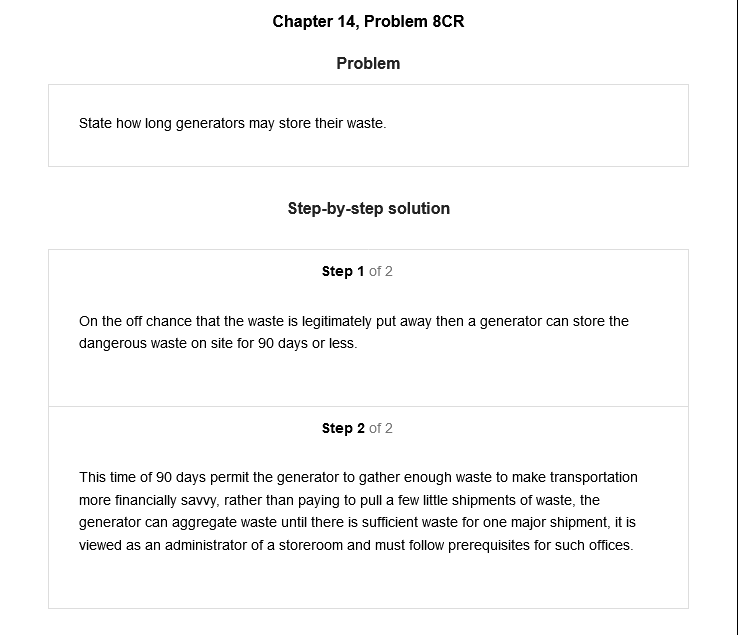 Chapter 14, Problem 8CR
Problem
State how long generators may store their waste.
Step-by-step solution
Step 1 of 2
On the off chance that the waste is legitimately put away then a generator can store the
dangerous waste on site for 90 days or less.
Step 2 of 2
This time of 90 days permit the generator to gather enough waste to make transportation
more financially savvy, rather than paying to pull a few little shipments of waste, the
generator can aggregate waste until there is sufficient waste for one major shipment, it is
viewed as an administrator of a storeroom and must follow prerequisites for such offices.